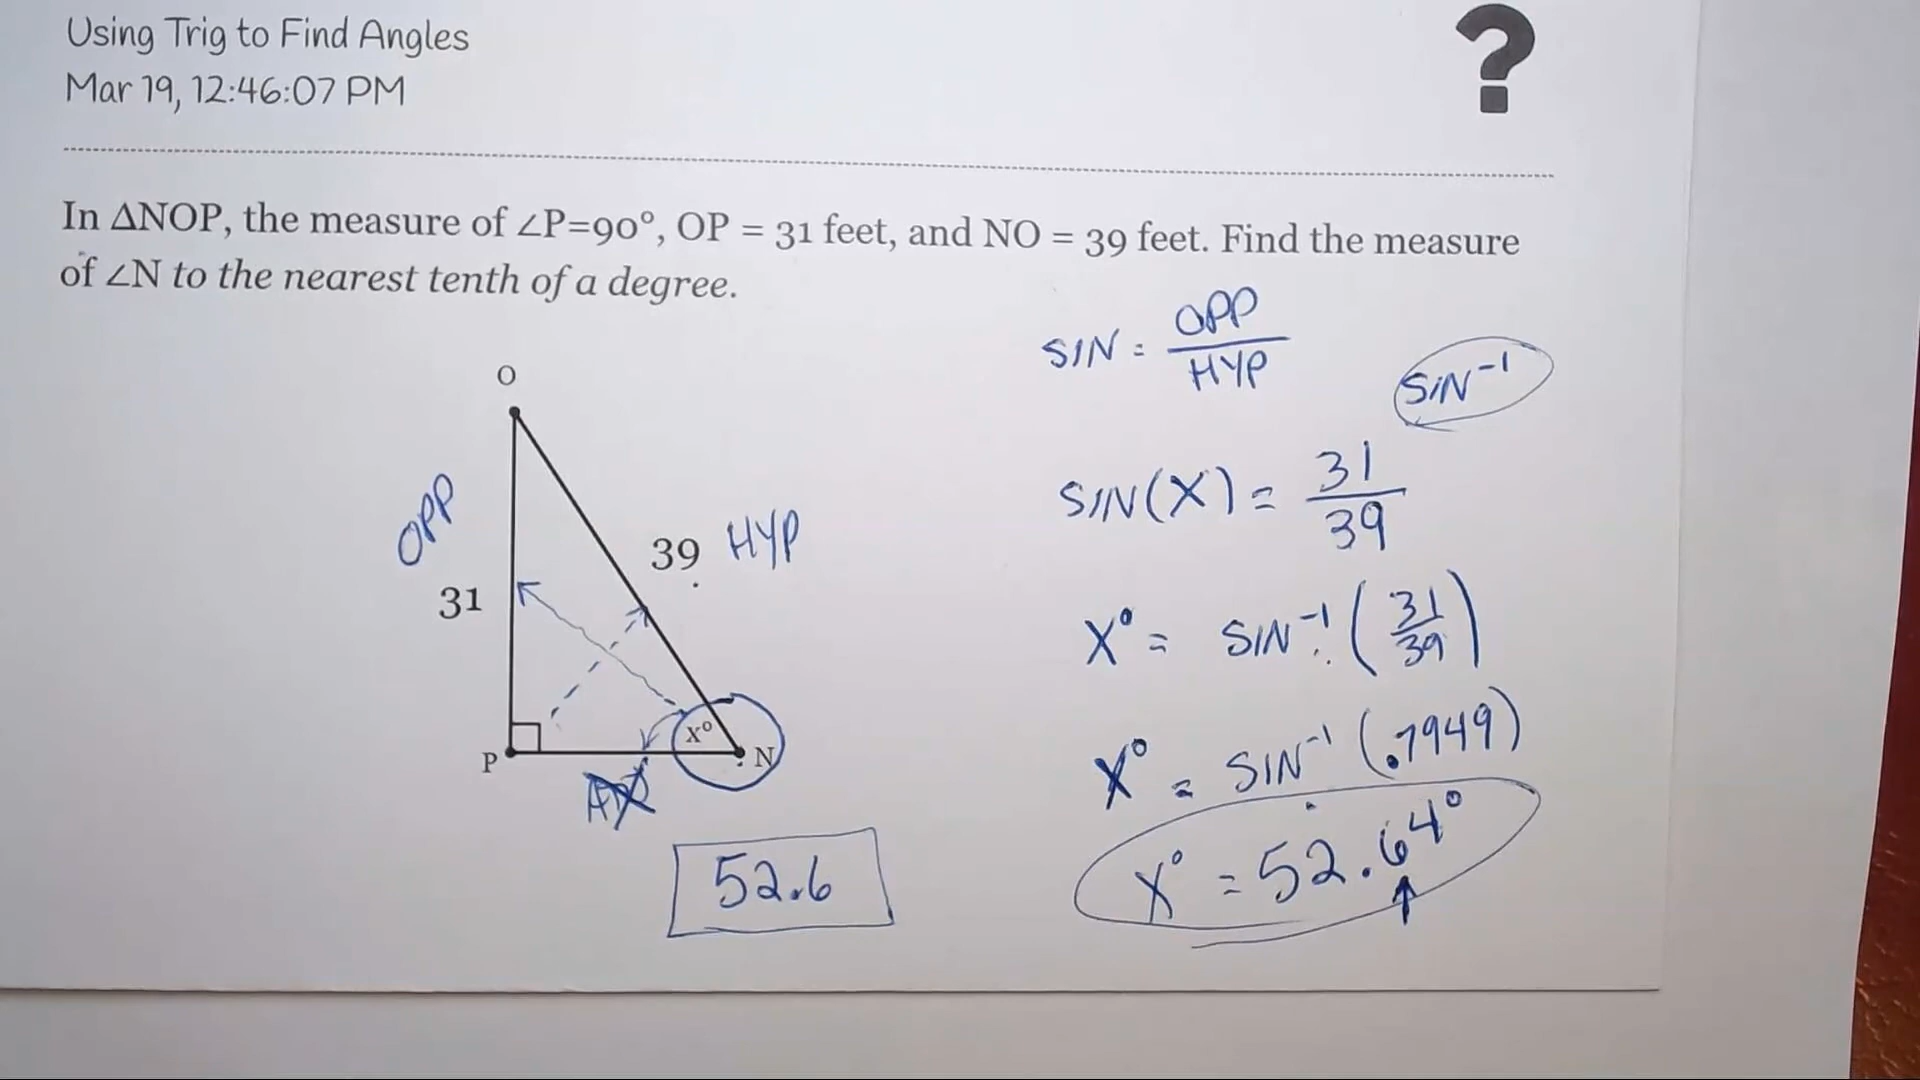 Using Trig to Find Angles
Mar 19, 12:46:07 PM
?
In ΔNOP, the measure of ∠P=90°, OP = 31 feet, and NO = 39 feet. Find the measure
of ∠N to the nearest tenth of a degree.
SIN = OPP/HYP
SIN⁻¹
O
OPP
31
39 HYP
x°
P
N
ADJ
52.6
SIN(X) = 31/39
X° = SIN⁻¹ (31/39)
X° = SIN⁻¹ (.7949)
X° = 52.64°